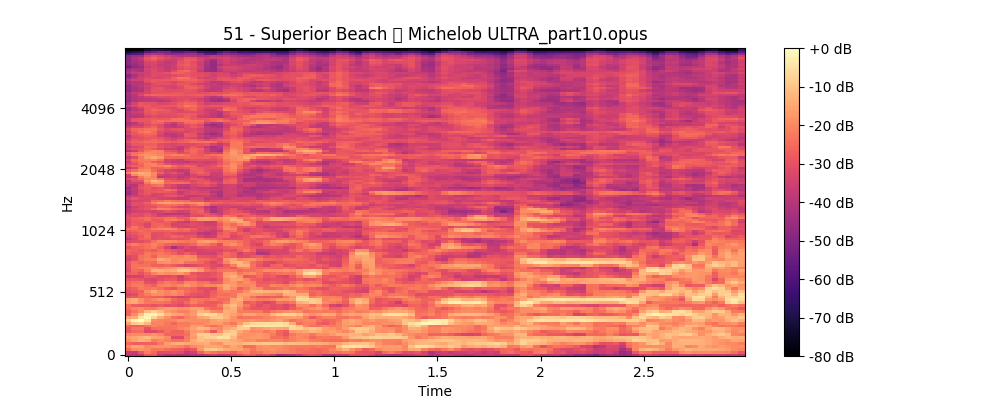 51 - Superior Beach Michelob ULTRA_part10.opus
Hz
4096
2048
1024
512
0
0 0.5 1 1.5 2 2.5
Time
+0 dB
-10 dB
-20 dB
-30 dB
-40 dB
-50 dB
-60 dB
-70 dB
-80 dB